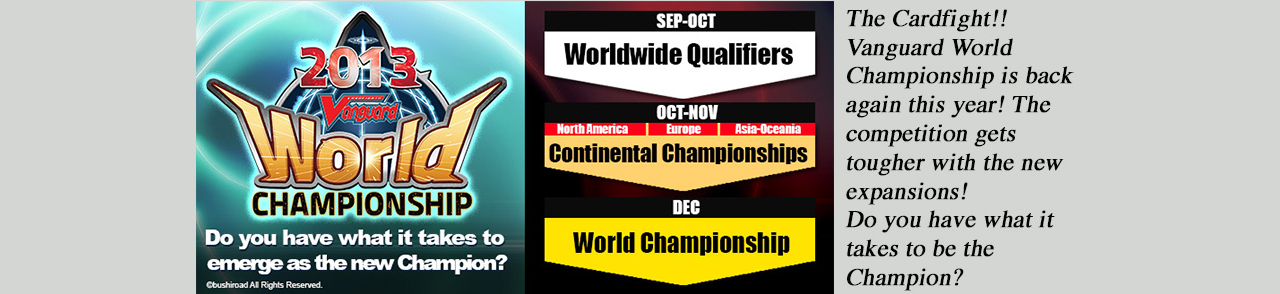 2013
CARDFIGHT!!
Vanguard
World
CHAMPIONSHIP
Do you have what it takes to
emerge as the new Champion?
©bushiroad All Rights Reserved.
SEP-OCT
Worldwide Qualifiers
OCT-NOV
North America Europe Asia-Oceania
Continental Championships
DEC
World Championship
The Cardfight!!
Vanguard World
Championship is back
again this year! The
competition gets
tougher with the new
expansions!
Do you have what it
takes to be the
Champion?